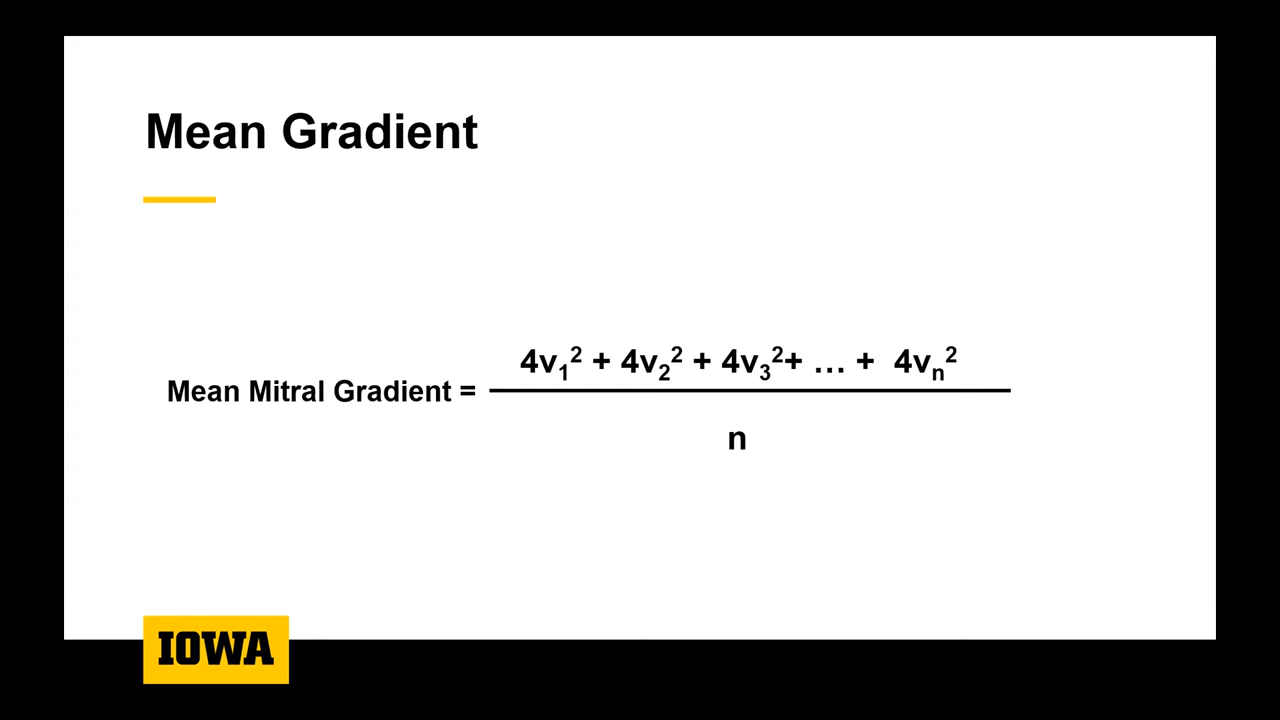 Mean Gradient
Mean Mitral Gradient = 4v₁² + 4v₂² + 4v₃²+ … + 4vₙ²
n
IOWA